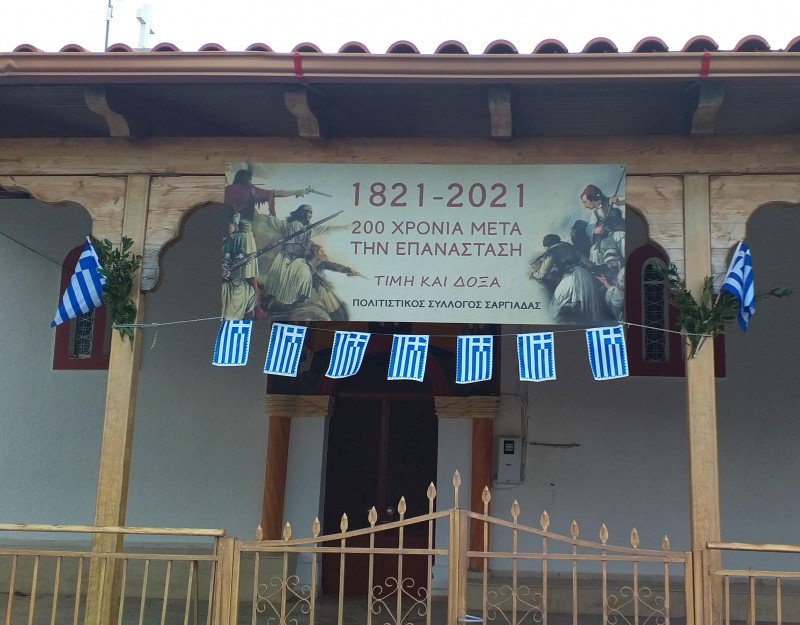 1821-2021
200 ΧΡΟΝΙΑ ΜΕΤΑ
ΤΗΝ ΕΠΑΝΑΣΤΑΣΗ
ΤΙΜΗ ΚΑΙ ΔΟΞΑ
ΠΟΛΙΤΙΣΤΙΚΟΣ ΣΥΛΛΟΓΟΣ ΣΑΡΓΙΑΔΑΣ